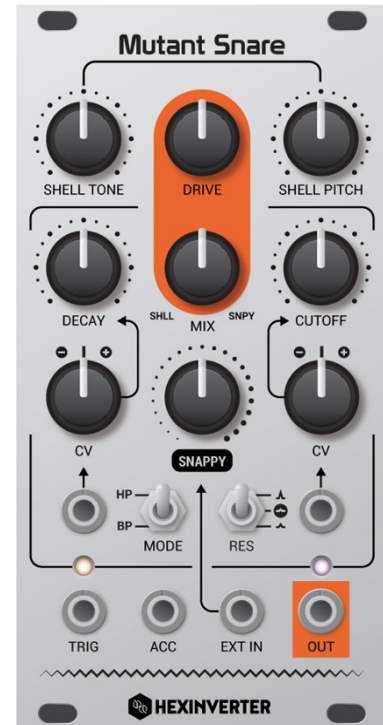 Mutant Snare
SHELL TONE DRIVE SHELL PITCH
DECAY SHLL MIX SNPY CUTOFF
CV SNAPPY CV
HP
BP
MODE RES
TRIG ACC EXT IN OUT
HEXINVERTER